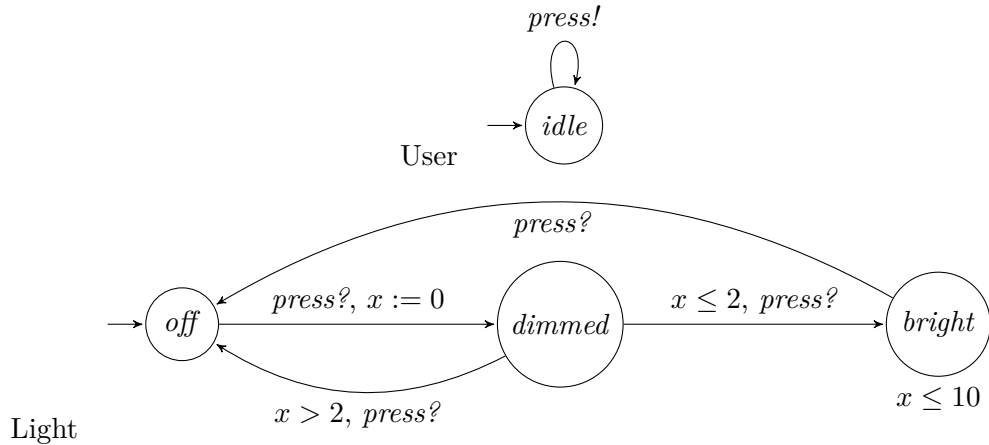 press!
idle
User
press?
off
press?, x := 0
dimmed
x ≤ 2, press?
bright
x > 2, press?
x ≤ 10
Light